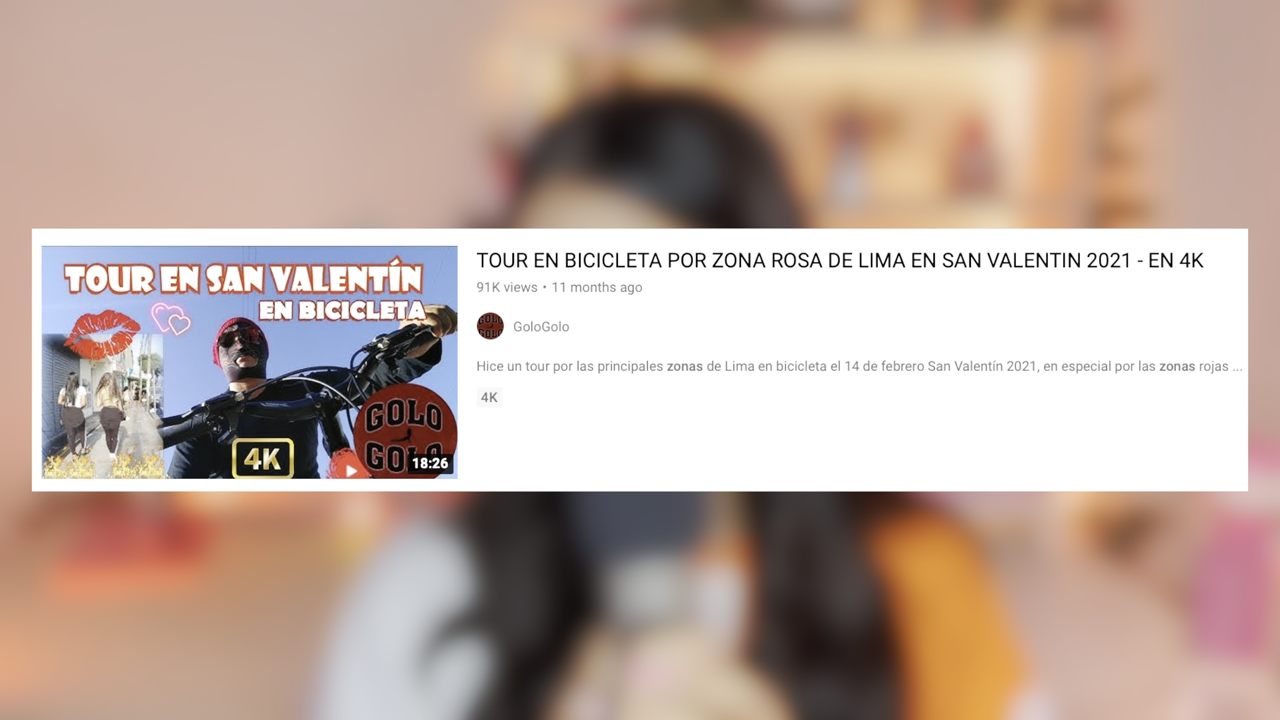 TOUR EN SAN VALENTÍN
EN BICICLETA
4K
GOLO
GOLO
18:26
TOUR EN BICICLETA POR ZONA ROSA DE LIMA EN SAN VALENTIN 2021 - EN 4K
91K views • 11 months ago
GoloGolo
Hice un tour por las principales zonas de Lima en bicicleta el 14 de febrero San Valentín 2021, en especial por las zonas rojas ...
4K